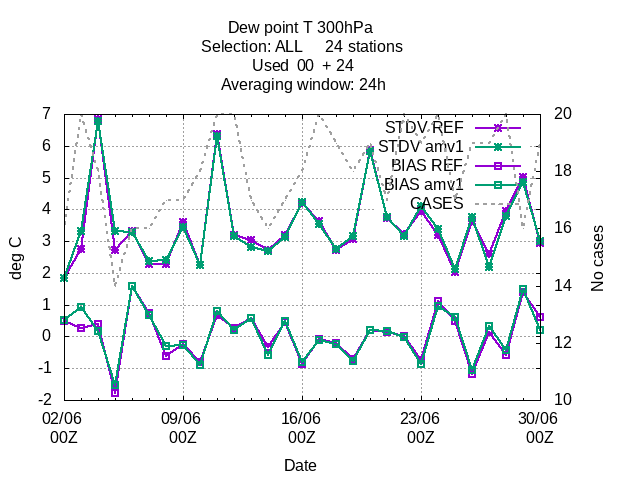 Dew point T 300hPa
Selection: ALL 24 stations
Used 00 + 24
Averaging window: 24h
7
6
5
4
3
2
1
0
-1
-2
deg C
20
18
16
14
12
10
No cases
STDV REF
STDV amv1
BIAS REF
BIAS amv1
CASES
02/06 09/06 16/06 23/06 30/06
00Z 00Z 00Z 00Z 00Z
Date